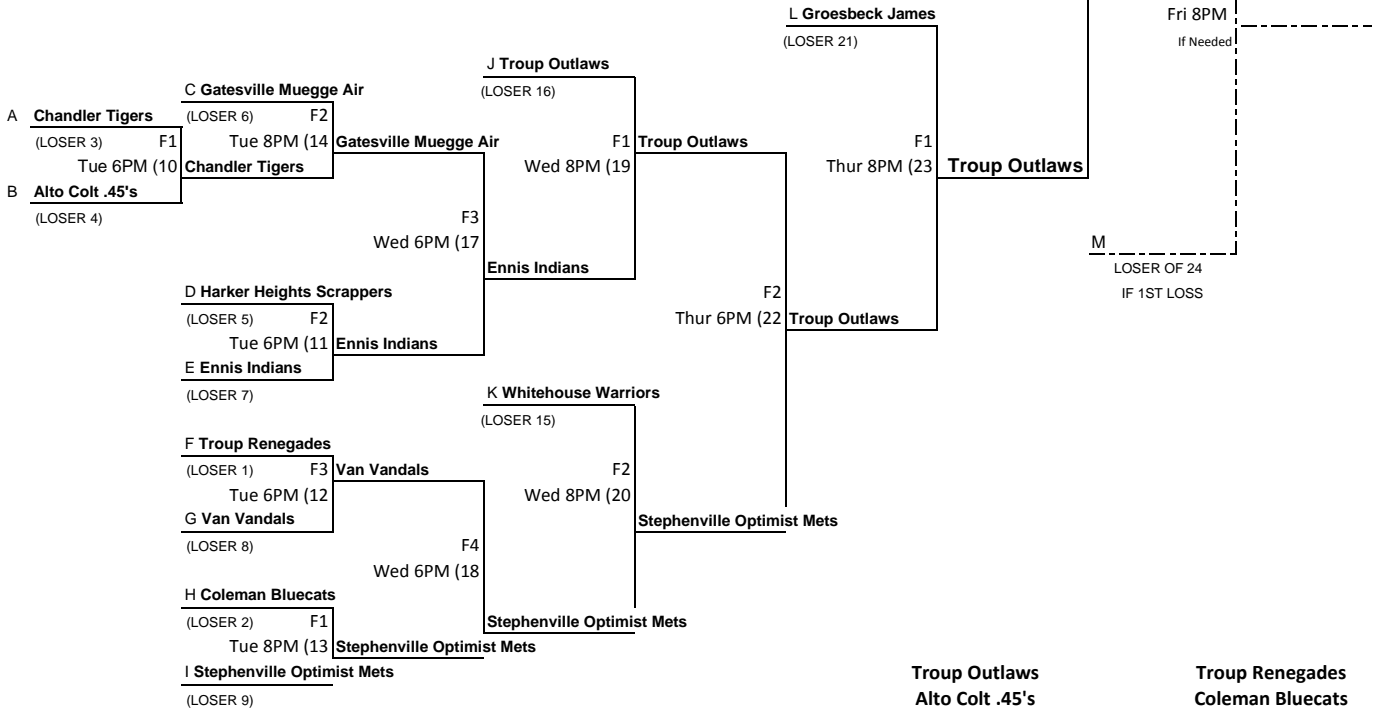 L Groesbeck James
Fri 8PM
(LOSER 21)
If Needed
J Troup Outlaws
(LOSER 16)
C Gatesville Muegge Air
A Chandler Tigers
(LOSER 6) F2
(LOSER 3) F1
Tue 8PM (14 Gatesville Muegge Air
F1 Troup Outlaws
F1
Tue 6PM (10 Chandler Tigers
Wed 8PM (19
Thur 8PM (23 Troup Outlaws
B Alto Colt .45's
(LOSER 4)
F3
Wed 6PM (17
M
Ennis Indians
LOSER OF 24
D Harker Heights Scrappers
F2
IF 1ST LOSS
(LOSER 5) F2
Thur 6PM (22 Troup Outlaws
Tue 6PM (11 Ennis Indians
E Ennis Indians
(LOSER 7)
K Whitehouse Warriors
(LOSER 15)
F Troup Renegades
(LOSER 1) F3 Van Vandals
F2
Tue 6PM (12
Wed 8PM (20
G Van Vandals
Stephenville Optimist Mets
(LOSER 8)
F4
Wed 6PM (18
H Coleman Bluecats
(LOSER 2) F1
Stephenville Optimist Mets
Tue 8PM (13 Stephenville Optimist Mets
I Stephenville Optimist Mets
Troup Outlaws Troup Renegades
(LOSER 9)
Alto Colt .45's Coleman Bluecats